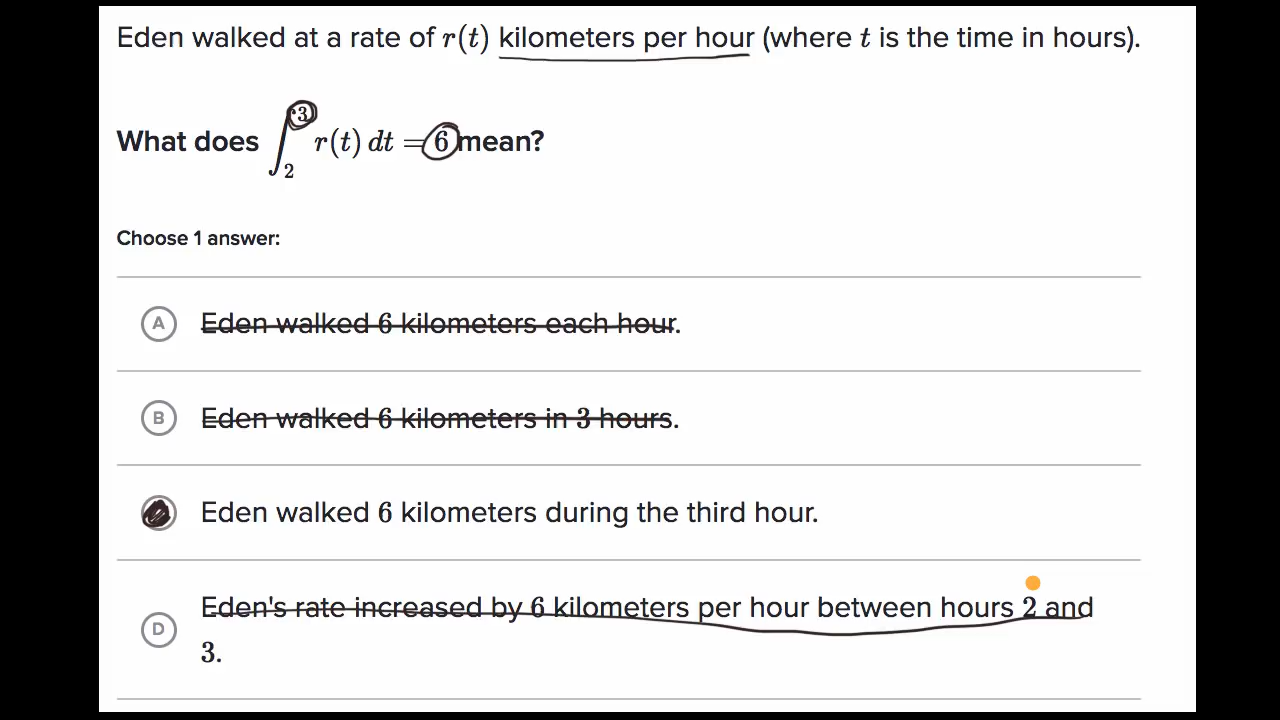 Eden walked at a rate of r(t) kilometers per hour (where t is the time in hours).
What does ∫₂³ r(t) dt = 6 mean?
Choose 1 answer:
A Eden walked 6 kilometers each hour.
B Eden walked 6 kilometers in 3 hours.
Eden walked 6 kilometers during the third hour.
D Eden's rate increased by 6 kilometers per hour between hours 2 and
3.